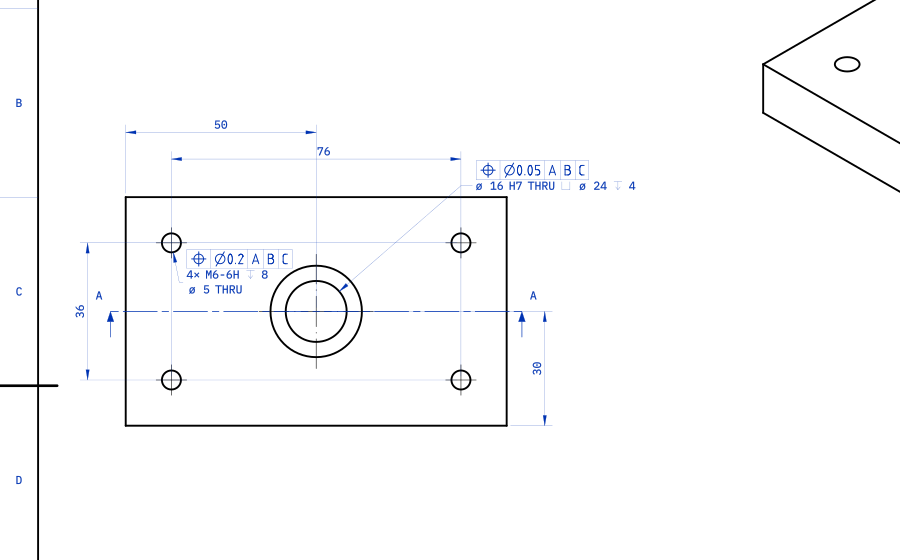 B
50
76
⌖ ⌀0.05 A B C
ø 16 H7 THRU ⌴ ø 24 ↧ 4
⌖ ⌀0.2 A B C
4× M6-6H ↧ 8
ø 5 THRU
C
A
A
36
30
D